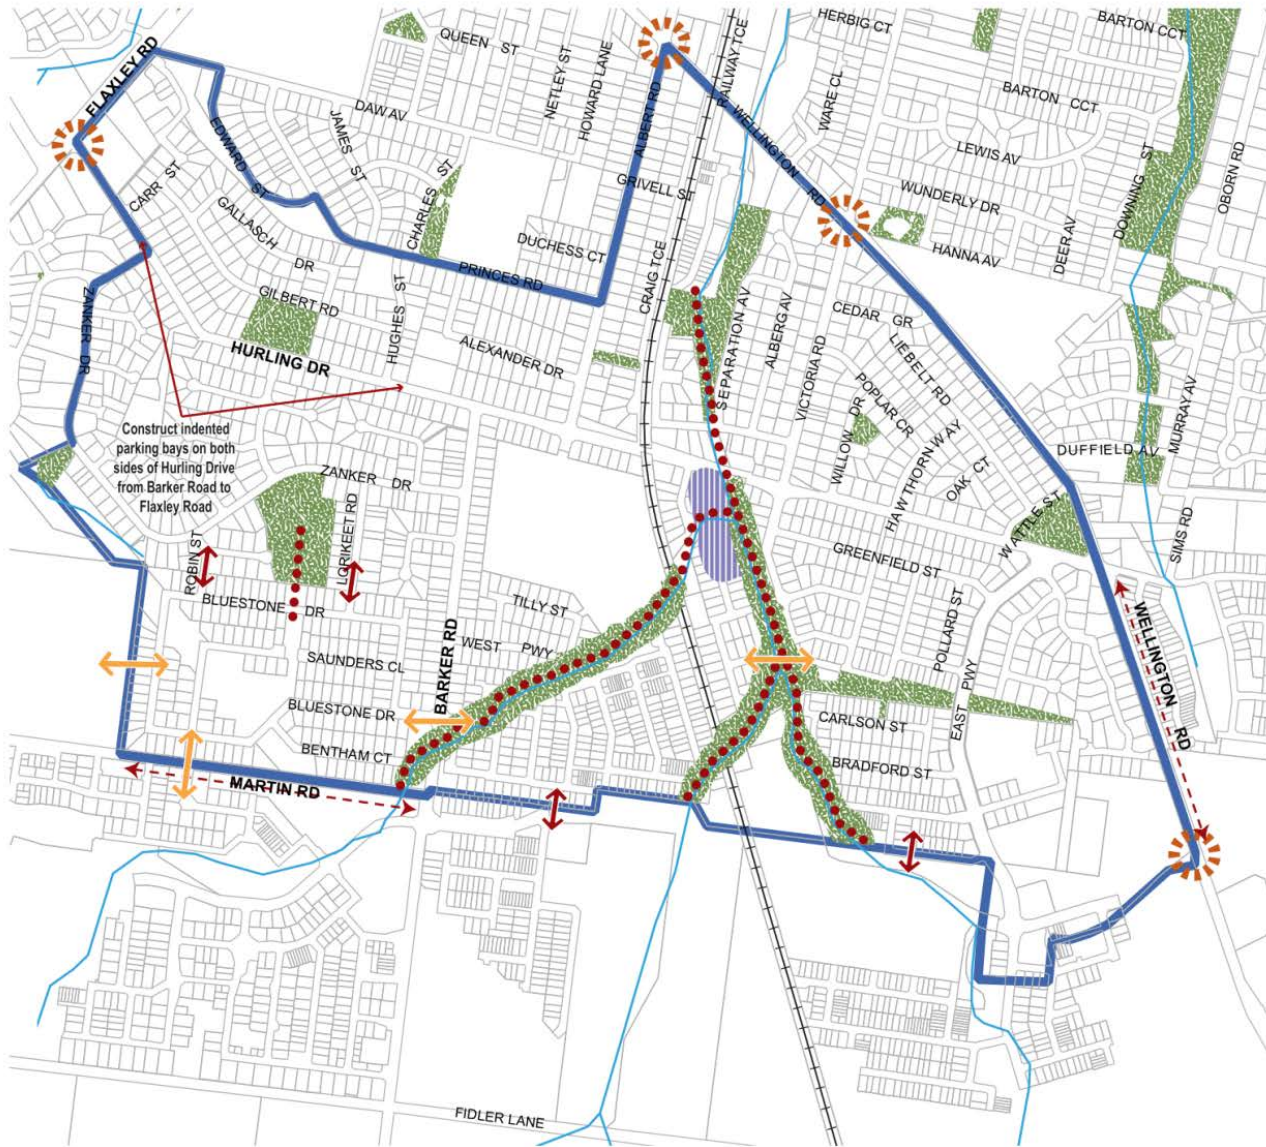 HERBIG CT
BARTON CCT
QUEEN ST
FLAXLEY RD
NETLEY ST
HOWARD LANE
RAILWAY TCE
WARE CL
BARTON CCT
DAW AV
JAMES ST
ALBERT RD
WELLINGTON RD
LEWIS AV
EDWARD ST
CARR ST
CHARLES ST
GRIVELL ST
WUNDERLY DR
DOWNING ST
OBORN RD
GALLASCH DR
DUCHESS CT
HANNA AV
DEER AV
PRINCES RD
CRAIG TCE
GILBERT RD
HUGHES ST
SEPARATION AV
ALBERG AV
CEDAR GR
ZANKER DR
HURLING DR
ALEXANDER DR
VICTORIA RD
LIEBELT RD
POPLAR CR
WILLOW DR
MURRAY AV
Construct indented
parking bays on both
sides of Hurling Drive
from Barker Road to
Flaxley Road
HAWTHORN WAY
OAK CT
DUFFIELD AV
ZANKER DR
LORIKEET RD
WATTLE ST
SIMS RD
ROBIN ST
GREENFIELD ST
BLUESTONE DR
TILLY ST
POLLARD ST
WELLINGTON RD
WEST PWY
BARKER RD
SAUNDERS CL
EAST PWY
BLUESTONE DR
CARLSON ST
BENTHAM CT
BRADFORD ST
MARTIN RD
FIDLER LANE